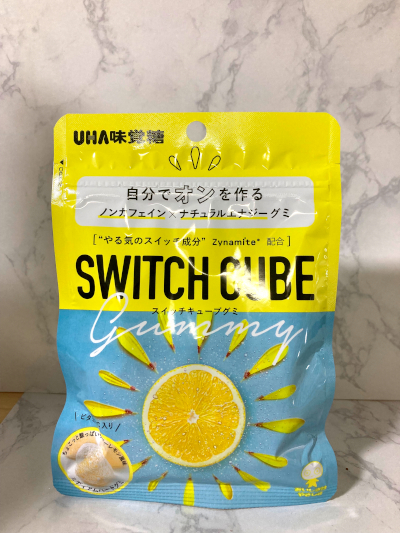 UHA味覚糖
自分でオンを作る
ノンカフェイン×ナチュラルエナジーグミ
["やる気のスイッチ成分" Zynamite® 配合]
SWITCH CUBE
スイッチキューブグミ
Gummy